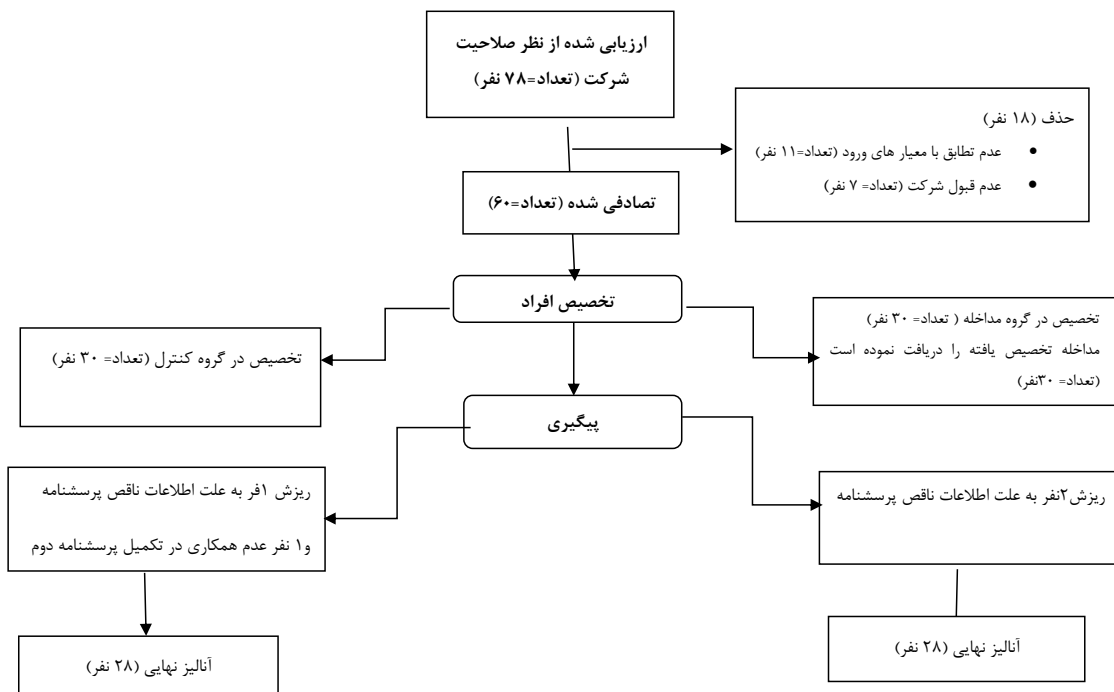 ارزیابی شده از نظر صلاحیت
شرکت (تعداد=۷۸ نفر)
حذف (۱۸ نفر)
• عدم تطابق با معیار های ورود (تعداد=۱۱ نفر)
• عدم قبول شرکت (تعداد= ۷ نفر)
تصادفی شده (تعداد=۶۰)
تخصیص افراد
تخصیص در گروه مداخله ( تعداد= ۳۰ نفر)
مداخله تخصیص یافته را دریافت نموده است
(تعداد= ۳۰نفر)
تخصیص در گروه کنترل (تعداد= ۳۰ نفر)
پیگیری
ریزش ۲نفر به علت اطلاعات ناقص پرسشنامه
ریزش ۱فر به علت اطلاعات ناقص پرسشنامه
و۱ نفر عدم همکاری در تکمیل پرسشنامه دوم
آنالیز نهایی (۲۸ نفر)
آنالیز نهایی (۲۸ نفر)